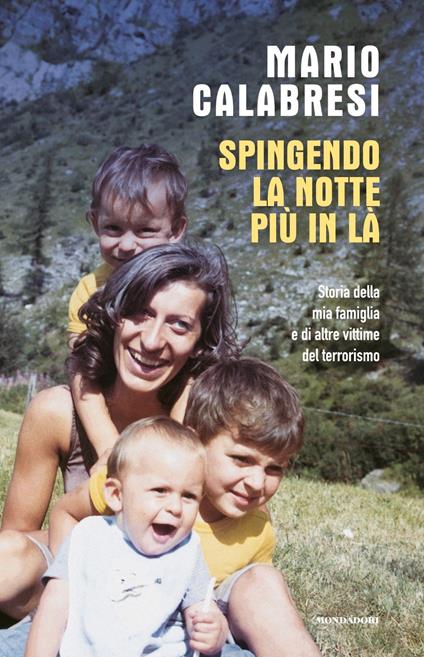 MARIO
CALABRESI
SPINGENDO
LA NOTTE
PIÙ IN LÀ
Storia della
mia famiglia
e di altre vittime
del terrorismo
MONDADORI